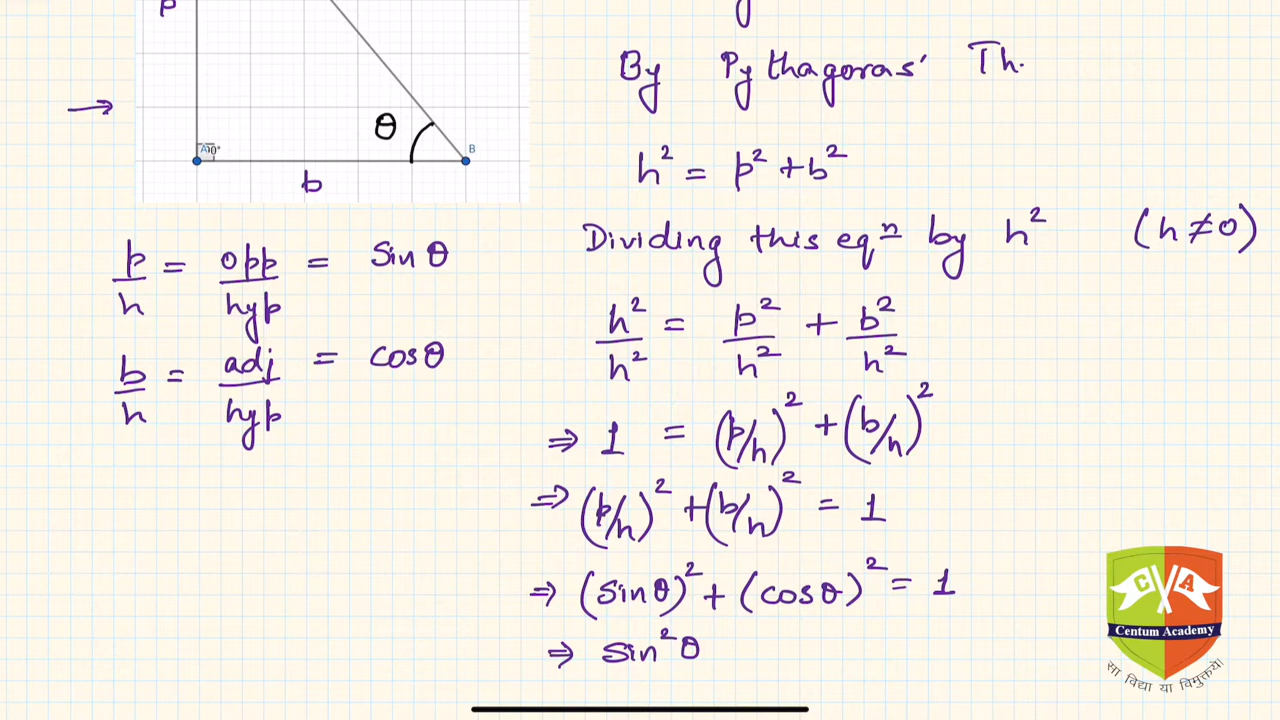 p
θ
A
90°
B
b
p/h = opp/hyp = Sin θ
b/h = adj/hyp = cos θ
By Pythagoras' Th.
h² = p² + b²
Dividing this eqⁿ by h² (h ≠ 0)
h²/h² = p²/h² + b²/h²
⇒ 1 = (p/h)² + (b/h)²
⇒ (p/h)² + (b/h)² = 1
⇒ (sin θ)² + (cos θ)² = 1
⇒ Sin² θ
C A
Centum Academy
सा विद्या या विमुक्तये।